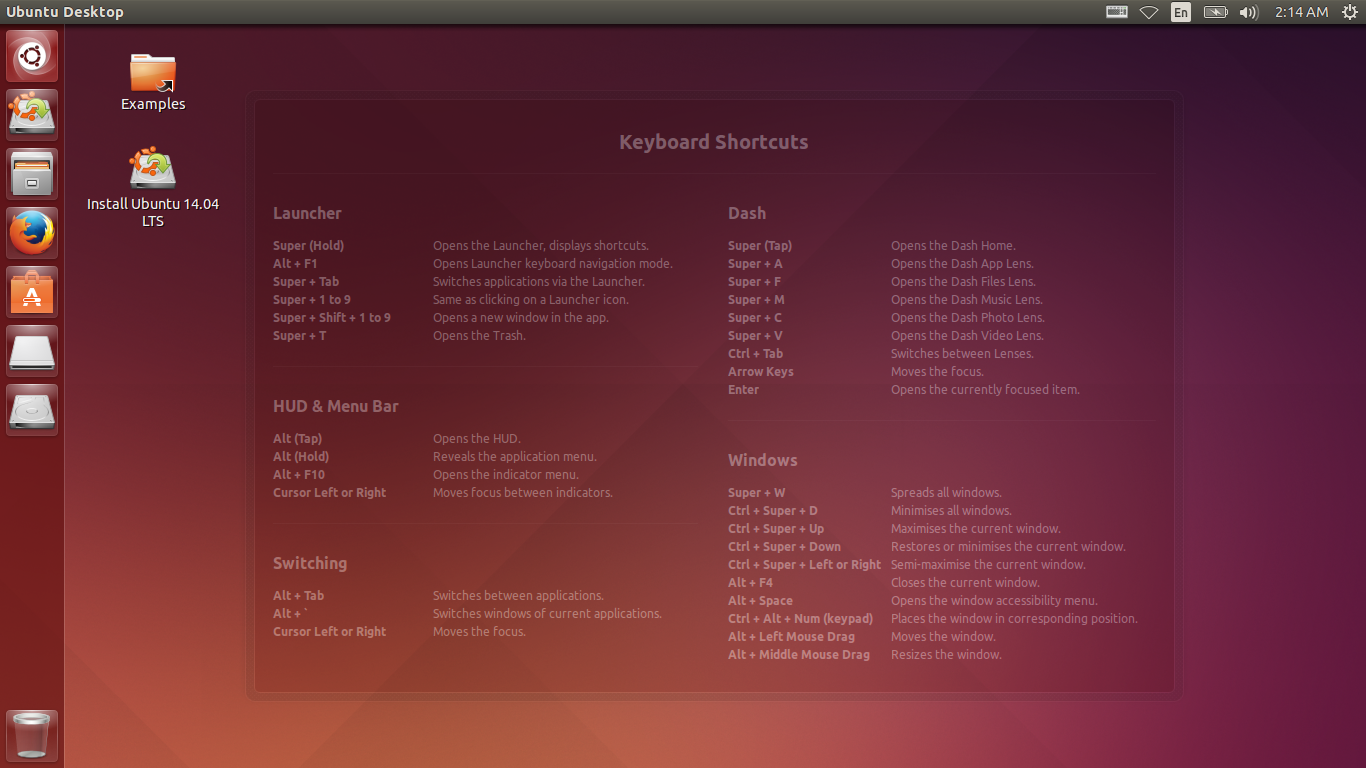 Ubuntu Desktop
En
2:14 AM
Examples
Install Ubuntu 14.04
LTS
Keyboard Shortcuts
Launcher
Super (Hold) Opens the Launcher, displays shortcuts.
Alt + F1 Opens Launcher keyboard navigation mode.
Super + Tab Switches applications via the Launcher.
Super + 1 to 9 Same as clicking on a Launcher icon.
Super + Shift + 1 to 9 Opens a new window in the app.
Super + T Opens the Trash.
HUD & Menu Bar
Alt (Tap) Opens the HUD.
Alt (Hold) Reveals the application menu.
Alt + F10 Opens the indicator menu.
Cursor Left or Right Moves focus between indicators.
Switching
Alt + Tab Switches between applications.
Alt + ` Switches windows of current applications.
Cursor Left or Right Moves the focus.
Dash
Super (Tap) Opens the Dash Home.
Super + A Opens the Dash App Lens.
Super + F Opens the Dash Files Lens.
Super + M Opens the Dash Music Lens.
Super + C Opens the Dash Photo Lens.
Super + V Opens the Dash Video Lens.
Ctrl + Tab Switches between Lenses.
Arrow Keys Moves the focus.
Enter Opens the currently focused item.
Windows
Super + W Spreads all windows.
Ctrl + Super + D Minimises all windows.
Ctrl + Super + Up Maximises the current window.
Ctrl + Super + Down Restores or minimises the current window.
Ctrl + Super + Left or Right Semi-maximise the current window.
Alt + F4 Closes the current window.
Alt + Space Opens the window accessibility menu.
Ctrl + Alt + Num (keypad) Places the window in corresponding position.
Alt + Left Mouse Drag Moves the window.
Alt + Middle Mouse Drag Resizes the window.